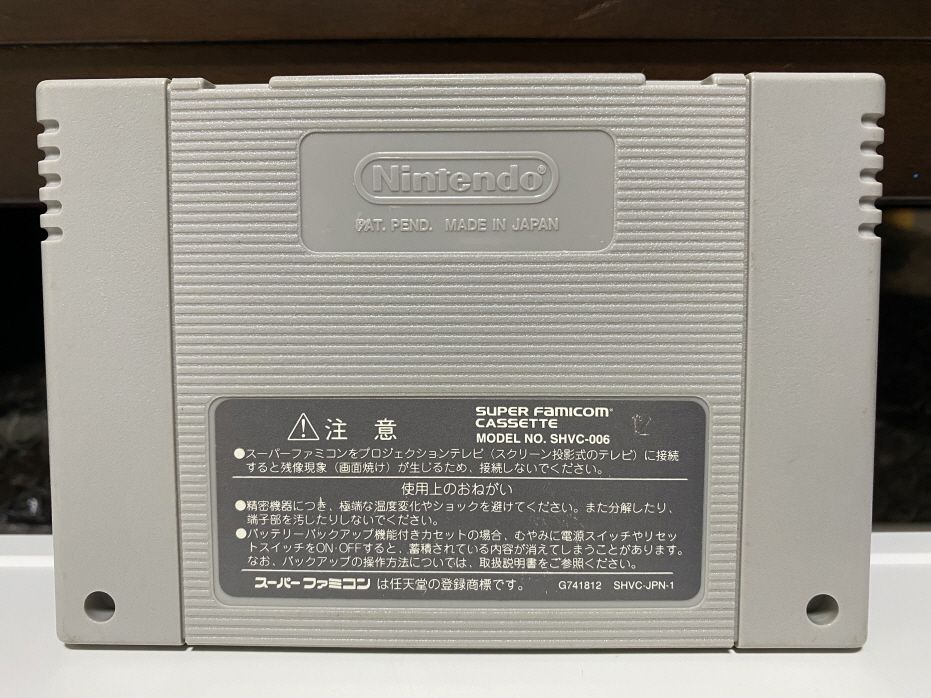 Nintendo®
PAT. PEND. MADE IN JAPAN
⚠注意
SUPER FAMICOM®
CASSETTE
MODEL NO. SHVC-006
12
●スーパーファミコンをプロジェクションテレビ（スクリーン投影式のテレビ）に接続
すると残像現象（画面焼け）が生じるため、接続しないでください。
使用上のおねがい
●精密機器につき、極端な温度変化やショックを避けてください。また分解したり、
端子部を汚したりしないでください。
●バッテリーバックアップ機能付きカセットの場合、むやみに電源スイッチやリセッ
トスイッチをON-OFFすると、蓄積されている内容が消えてしまうことがあります。
なお、バックアップの操作方法については、取扱説明書をご参照ください。
スーパーファミコンは任天堂の登録商標です。 G741812 SHVC-JPN-1